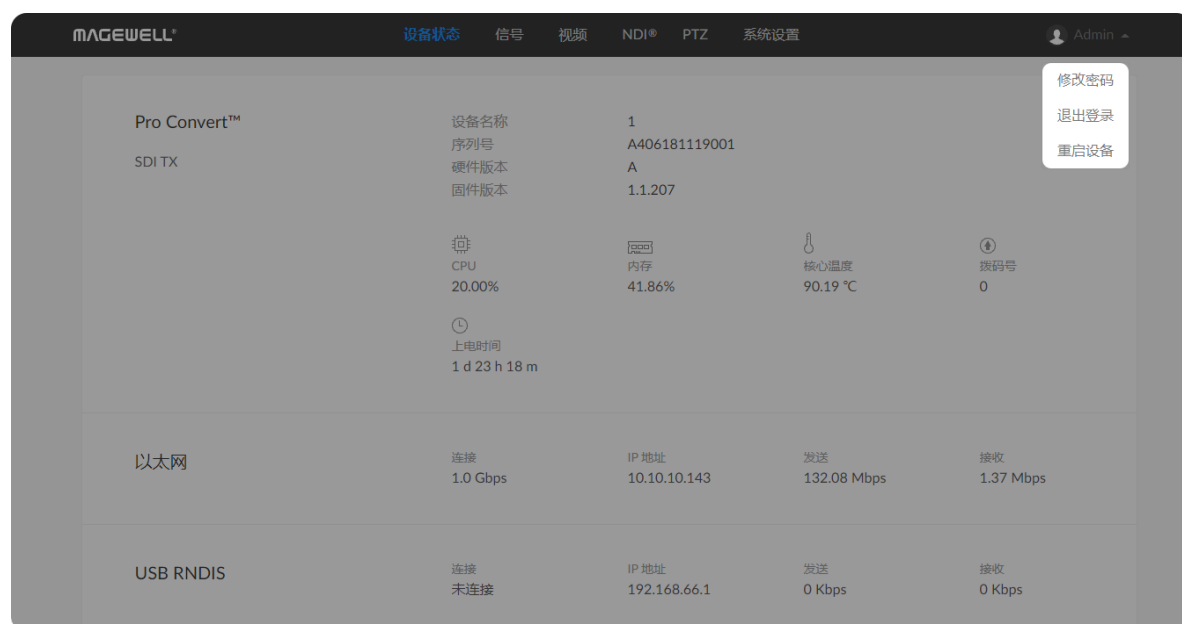 MAGEWELL®
设备状态 信号 视频 NDI® PTZ 系统设置 Admin
修改密码
退出登录
重启设备
Pro Convert™
SDI TX
设备名称 1
序列号 A406181119001
硬件版本 A
固件版本 1.1.207
CPU 内存 核心温度 拨码号
20.00% 41.86% 90.19 ℃ 0
上电时间
1 d 23 h 18 m
以太网
连接 IP 地址 发送 接收
1.0 Gbps 10.10.10.143 132.08 Mbps 1.37 Mbps
USB RNDIS
连接 IP 地址 发送 接收
未连接 192.168.66.1 0 Kbps 0 Kbps